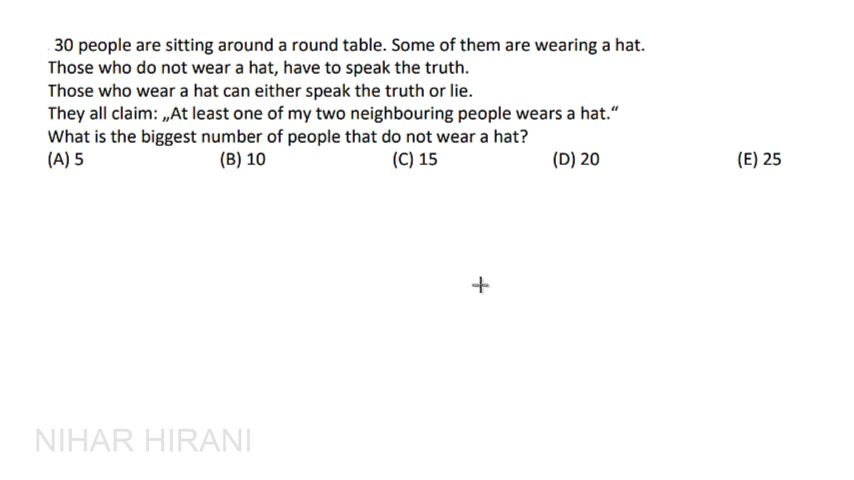 30 people are sitting around a round table. Some of them are wearing a hat.
Those who do not wear a hat, have to speak the truth.
Those who wear a hat can either speak the truth or lie.
They all claim: „At least one of my two neighbouring people wears a hat.“
What is the biggest number of people that do not wear a hat?
(A) 5 (B) 10 (C) 15 (D) 20 (E) 25
NIHAR HIRANI